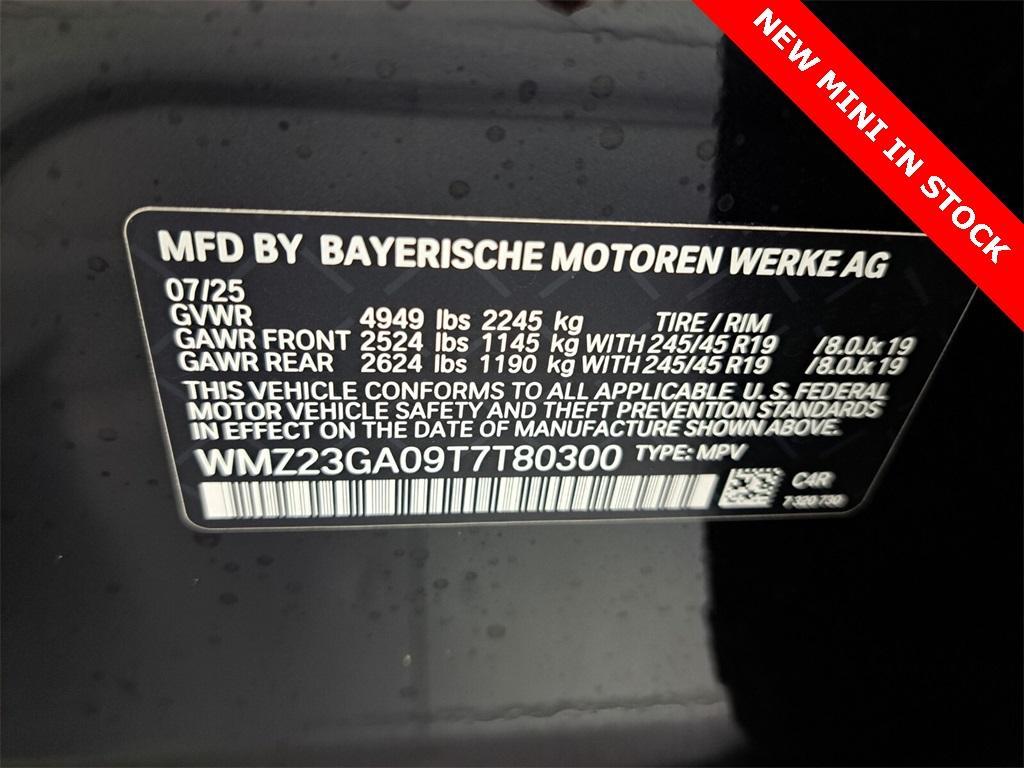 NEW MINI IN STOCK
MFD BY BAYERISCHE MOTOREN WERKE AG
07/25
GVWR 4949 lbs 2245 kg TIRE / RIM
GAWR FRONT 2524 lbs 1145 kg WITH 245/45 R19 /8.0Jx19
GAWR REAR 2624 lbs 1190 kg WITH 245/45 R19 /8.0Jx19
THIS VEHICLE CONFORMS TO ALL APPLICABLE U. S. FEDERAL
MOTOR VEHICLE SAFETY AND THEFT PREVENTION STANDARDS
IN EFFECT ON THE DATE OF MANUFACTURE SHOWN ABOVE.
WMZ23GA09T7T80300 TYPE: MPV
C4R
7 320 730